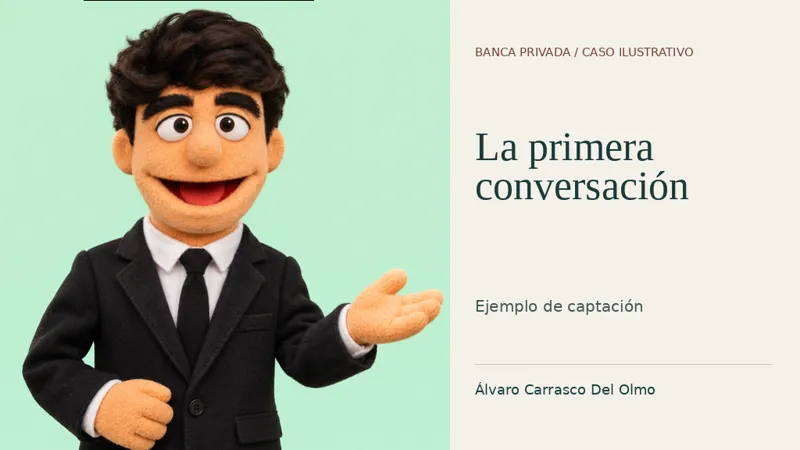 BANCA PRIVADA / CASO ILUSTRATIVO
La primera
conversación
Ejemplo de captación
Álvaro Carrasco Del Olmo